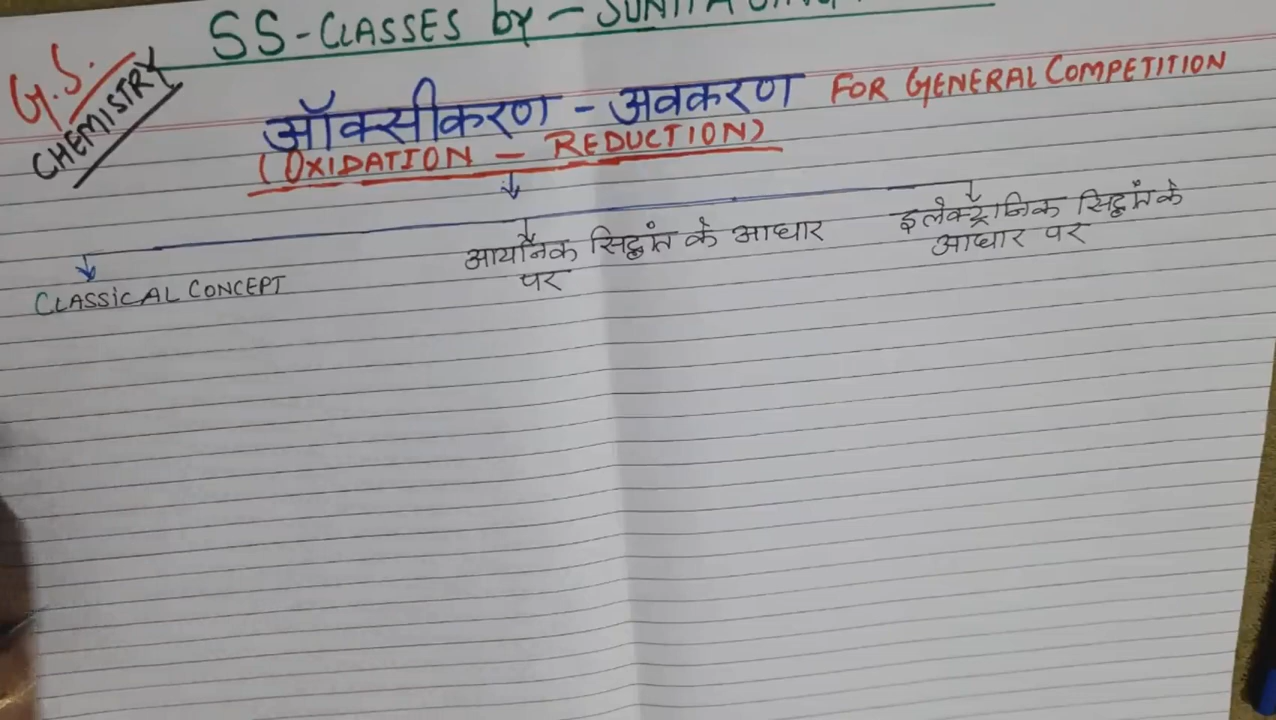 SS-CLASSES by - SUNITA
G.S.
CHEMISTRY
ऑक्सीकरण - अवकरण FOR GENERAL COMPETITION
(OXIDATION - REDUCTION)
CLASSICAL CONCEPT
आयनिक सिद्धांत के आधार
पर
इलेक्ट्रानिक सिद्धांत के
आधार पर